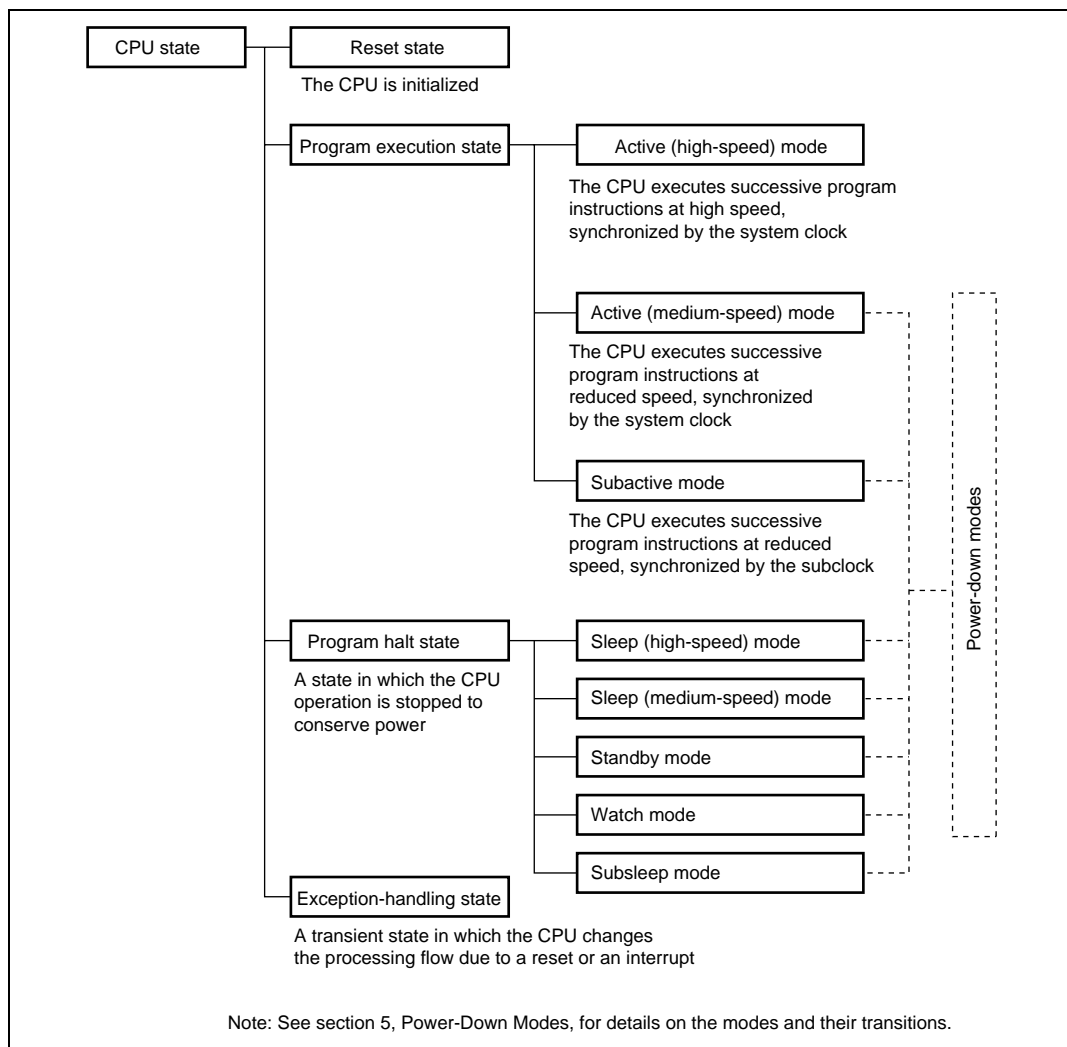 CPU state
Reset state
The CPU is initialized
Program execution state
Active (high-speed) mode
The CPU executes successive program
instructions at high speed,
synchronized by the system clock
Active (medium-speed) mode
The CPU executes successive
program instructions at
reduced speed, synchronized
by the system clock
Subactive mode
The CPU executes successive
program instructions at reduced
speed, synchronized by the subclock
Power-down modes
Program halt state
A state in which the CPU
operation is stopped to
conserve power
Sleep (high-speed) mode
Sleep (medium-speed) mode
Standby mode
Watch mode
Subsleep mode
Exception-handling state
A transient state in which the CPU changes
the processing flow due to a reset or an interrupt
Note: See section 5, Power-Down Modes, for details on the modes and their transitions.